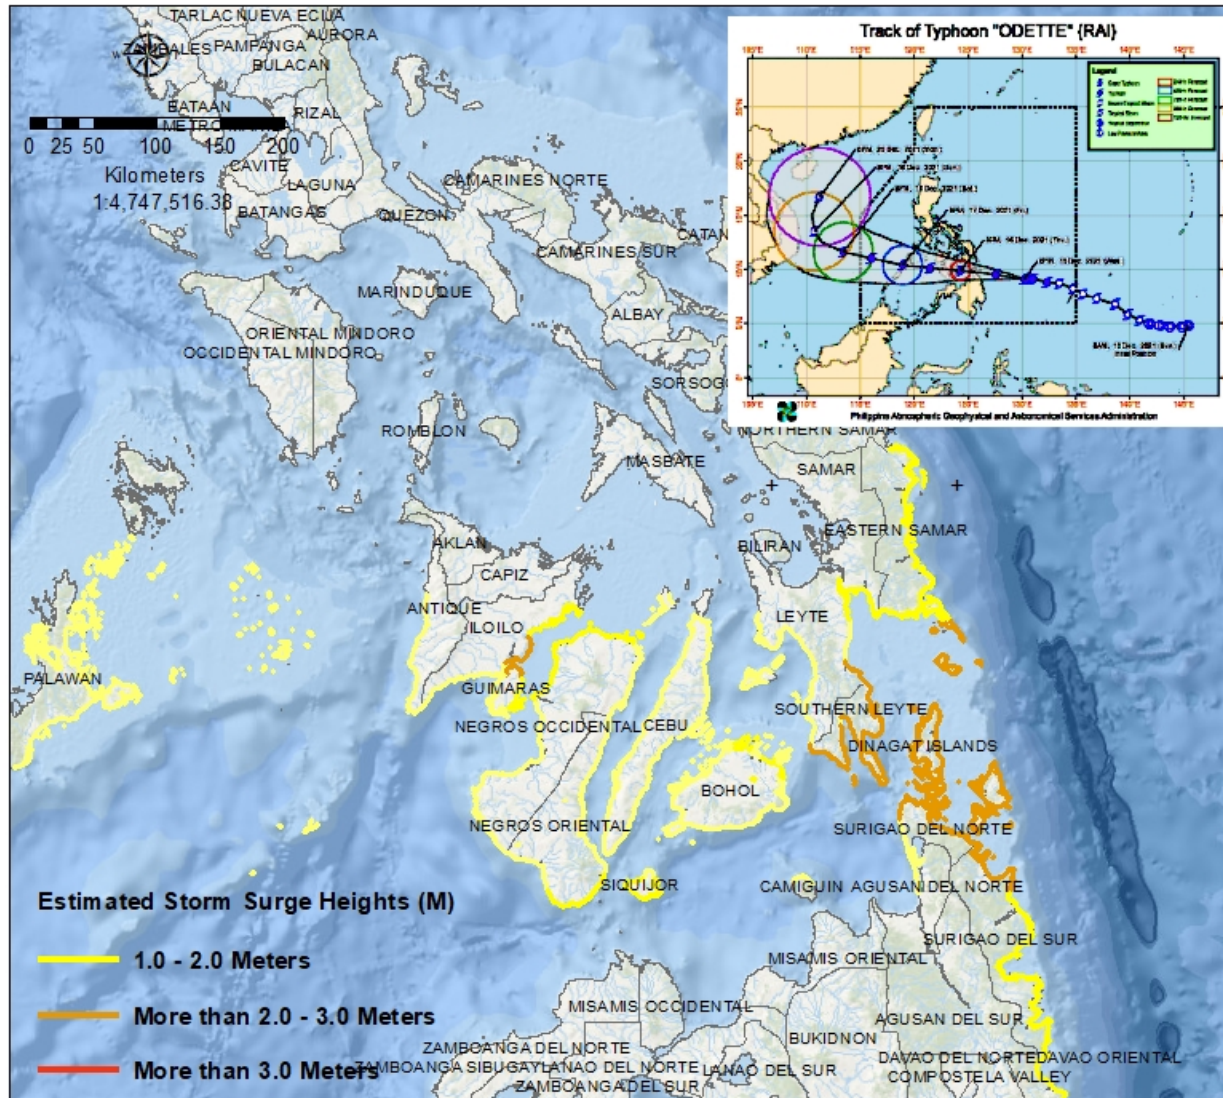 Track of Typhoon "ODETTE" {RAI}
Legend
Philippine Atmospheric Geophysical and Astronomical Services Administration
TARLAC
NUEVA ECIJA
AURORA
ZAMBALES
PAMPANGA
BULACAN
BATAAN
RIZAL
0 25 50 100 150 200
CAVITE
Kilometers
LAGUNA
1:4,747,516.38
BATANGAS
QUEZON
CAMARINES NORTE
CAMARINES SUR
CATAN
MARINDUQUE
ALBAY
ORIENTAL MINDORO
OCCIDENTAL MINDORO
SORSOGO
ROMBLON
MASBATE
NORTHERN SAMAR
SAMAR
EASTERN SAMAR
BILIRAN
AKLAN
CAPIZ
ANTIQUE
ILOILO
LEYTE
PALAWAN
GUIMARAS
NEGROS OCCIDENTAL
CEBU
SOUTHERN LEYTE
DINAGAT ISLANDS
BOHOL
NEGROS ORIENTAL
SURIGAO DEL NORTE
SIQUIJOR
CAMIGUIN
AGUSAN DEL NORTE
SURIGAO DEL SUR
MISAMIS ORIENTAL
MISAMIS OCCIDENTAL
AGUSAN DEL SUR
BUKIDNON
ZAMBOANGA DEL NORTE
ZAMBOANGA SIBUGAY
LANAO DEL NORTE
LANAO DEL SUR
DAVAO DEL NORTE
DAVAO ORIENTAL
ZAMBOANGA DEL SUR
COMPOSTELA VALLEY
Estimated Storm Surge Heights (M)
1.0 - 2.0 Meters
More than 2.0 - 3.0 Meters
More than 3.0 Meters